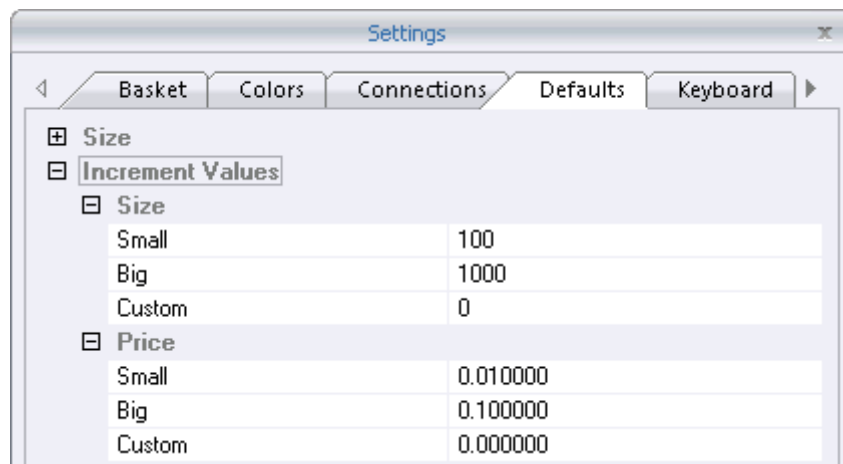 Settings
Basket Colors Connections Defaults Keyboard
Size
Increment Values
Size
Small 100
Big 1000
Custom 0
Price
Small 0.010000
Big 0.100000
Custom 0.000000